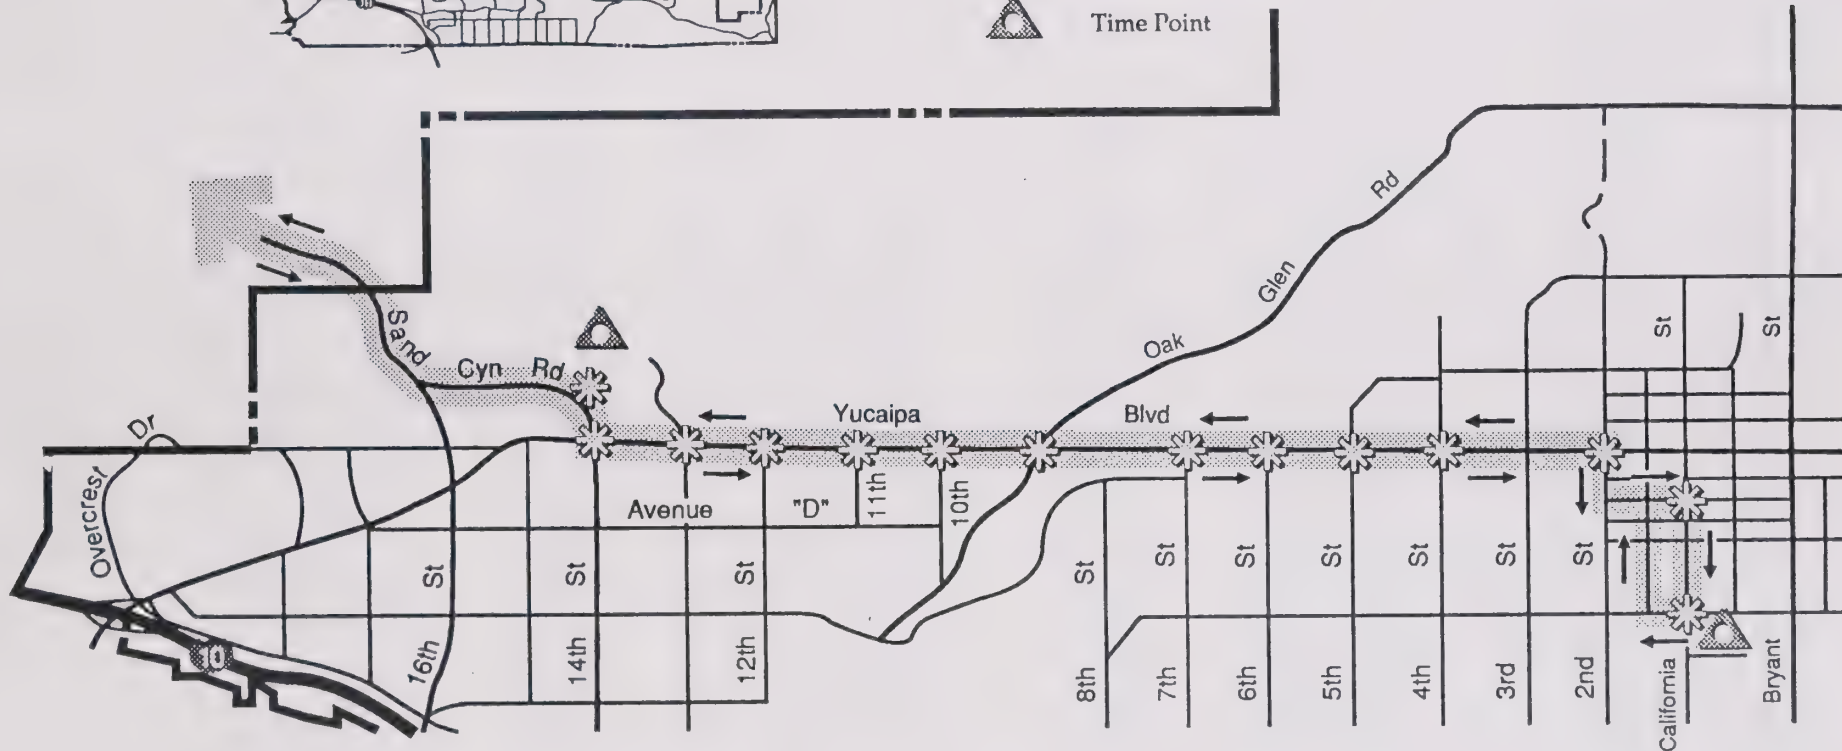 Time Point
Rd
Glen
Oak
St
St
Sand
Cyn Rd
Yucaipa Blvd
Dr
Overcrest
11th
10th
Avenue "D"
St
St
St
St
St
St
St
St
St
St
10
16th
14th
12th
8th
7th
6th
5th
4th
3rd
2nd
California
Bryant